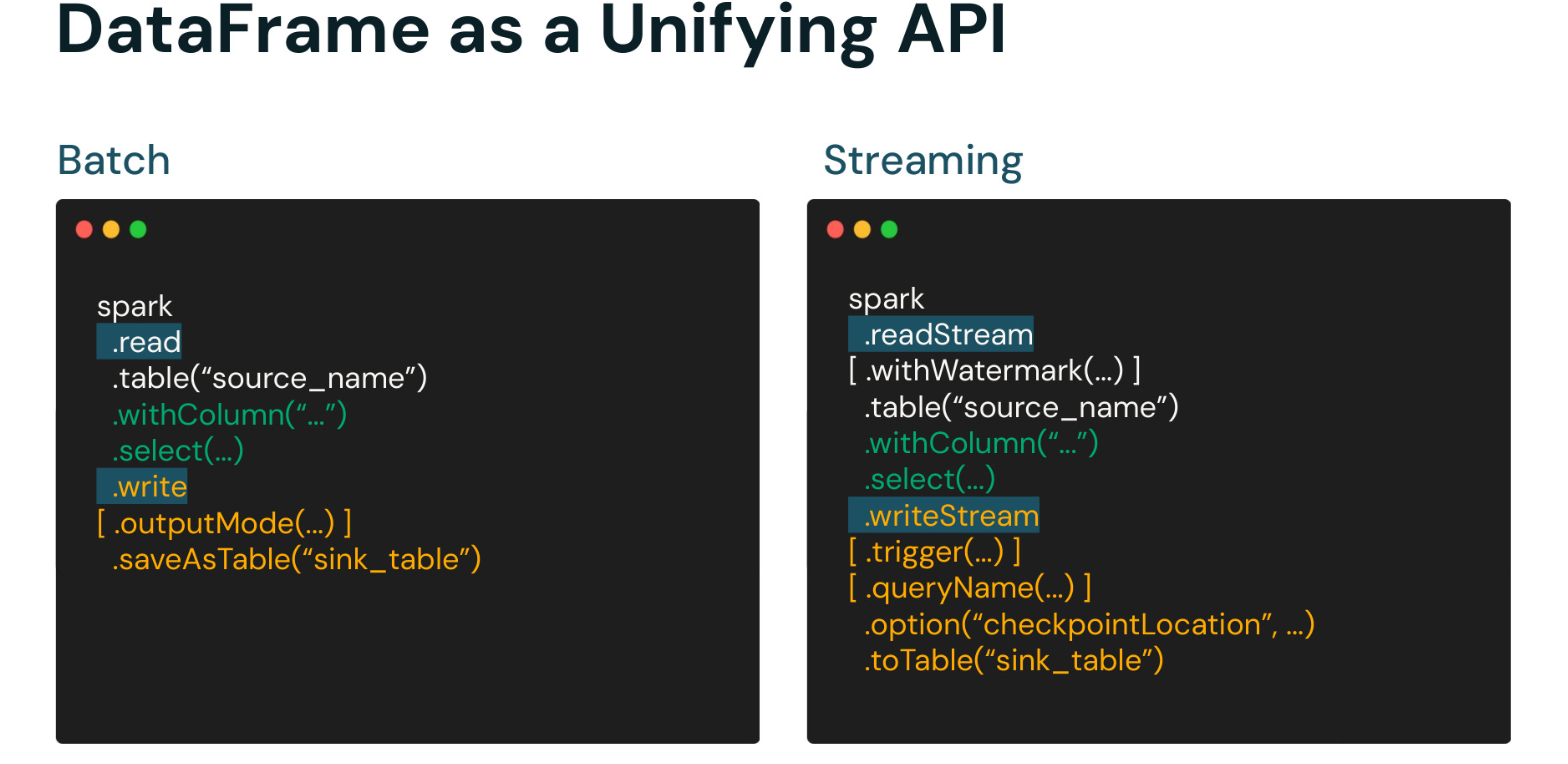 DataFrame as a Unifying API
Batch
spark
.read
.table(“source_name”)
.withColumn(“...”)
.select(...)
.write
[ .outputMode(...) ]
.saveAsTable(“sink_table”)
Streaming
spark
.readStream
[ .withWatermark(...) ]
.table(“source_name”)
.withColumn(“...”)
.select(...)
.writeStream
[ .trigger(...) ]
[ .queryName(...) ]
.option(“checkpointLocation”, ...)
.toTable(“sink_table”)